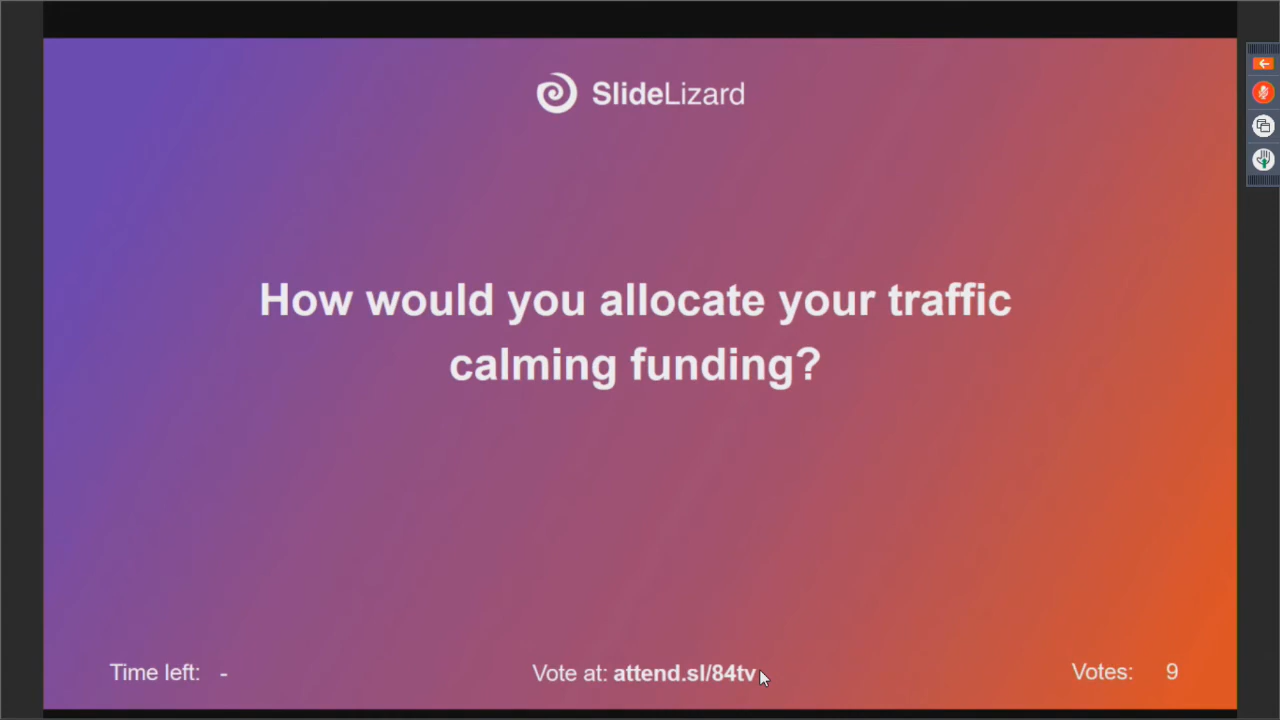 SlideLizard
How would you allocate your traffic
calming funding?
Time left: -
Vote at: attend.sl/84tv
Votes: 9